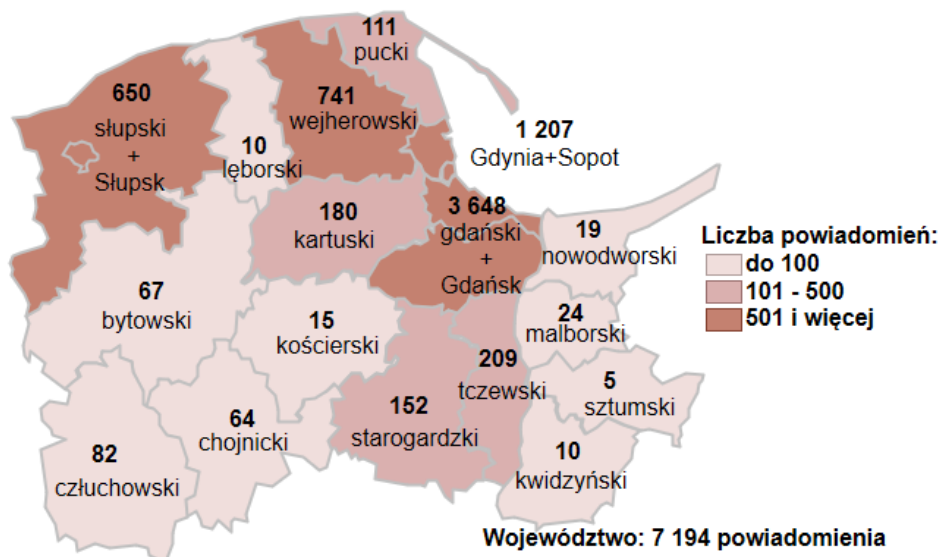 111
pucki
650
słupski
+
Słupsk
741
wejherowski
10
lęborski
1 207
Gdynia+Sopot
180
kartuski
3 648
gdański
+
Gdańsk
19
nowodworski
Liczba powiadomień:
do 100
101 - 500
501 i więcej
67
bytowski
15
kościerski
24
malborski
209
tczewski
5
sztumski
152
starogardzki
64
chojnicki
82
człuchowski
10
kwidzyński
Województwo: 7 194 powiadomienia